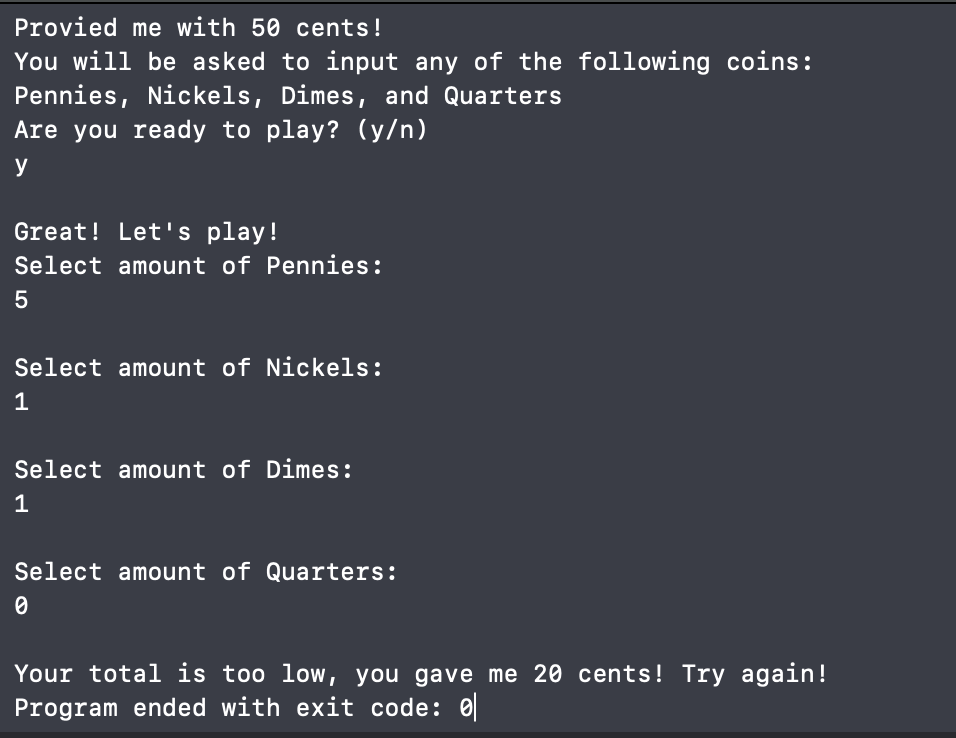 Provied me with 50 cents!
You will be asked to input any of the following coins:
Pennies, Nickels, Dimes, and Quarters
Are you ready to play? (y/n)
y
Great! Let's play!
Select amount of Pennies:
5
Select amount of Nickels:
1
Select amount of Dimes:
1
Select amount of Quarters:
0
Your total is too low, you gave me 20 cents! Try again!
Program ended with exit code: 0